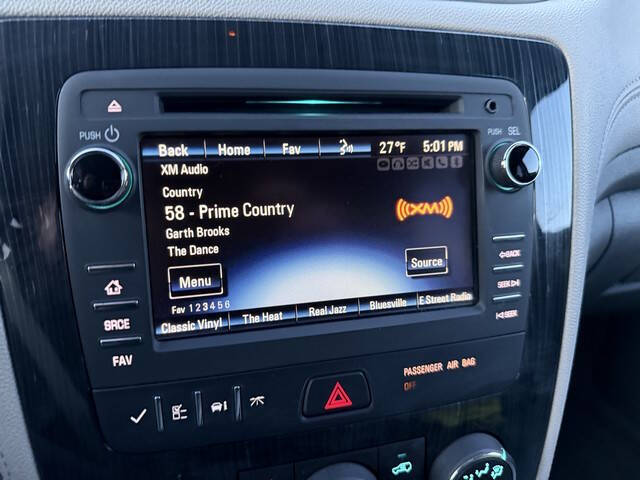 PUSH
PUSH SEL
Back Home Fav 27°F 5:01 PM
XM Audio
Country
58 - Prime Country
XM
Garth Brooks
The Dance
Menu
Source
Fav 1 2 3 4 5 6
Classic Vinyl The Heat Real Jazz Bluesville E Street Radio
SRCE
FAV
BACK
SEEK
SEEK
PASSENGER AIR BAG
OFF